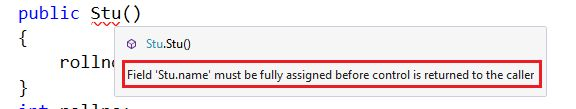 public Stu()
{
Stu.Stu()
Field 'Stu.name' must be fully assigned before control is returned to the caller
}